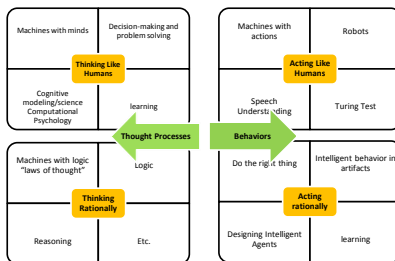 Machines with minds
Decision-making and
problem solving
Thinking Like
Humans
Cognitive
modeling/science
Computational
Psychology
learning
Machines with
actions
Robots
Acting Like
Humans
Speech
Understanding
Turing Test
Thought Processes
Behaviors
Machines with logic
“laws of thought”
Logic
Thinking
Rationally
Reasoning
Etc.
Do the right thing
Intelligent behavior in
artifacts
Acting
rationally
Designing Intelligent
Agents
learning